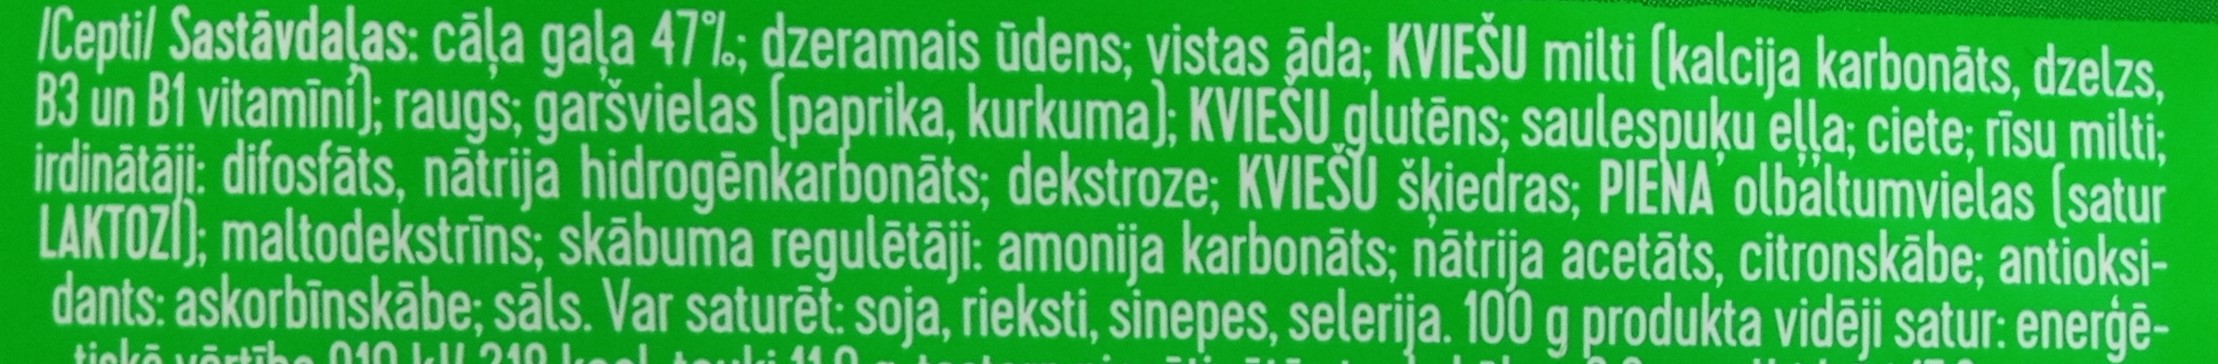 /Cepti/ Sastāvdaļas: cāļa gaļa 47%; dzeramais ūdens; vistas āda; KVIEŠU milti (kalcija karbonāts, dzelzs,
B3 un B1 vitamīni); raugs; garšvielas (paprika, kurkuma); KVIEŠU glutēns; saulespuķu eļļa; ciete; rīsu milti;
irdinātāji: difosfāts, nātrija hidrogēnkarbonāts; dekstroze; KVIEŠU šķiedras; PIENA olbaltumvielas (satur
LAKTOZI); maltodekstrīns; skābuma regulētāji: amonija karbonāts; nātrija acetāts, citronskābe; antioksi-
dants: askorbīnskābe; sāls. Var saturēt: soja, rieksti, sinepes, selerija. 100 g produkta vidēji satur: enerģē-